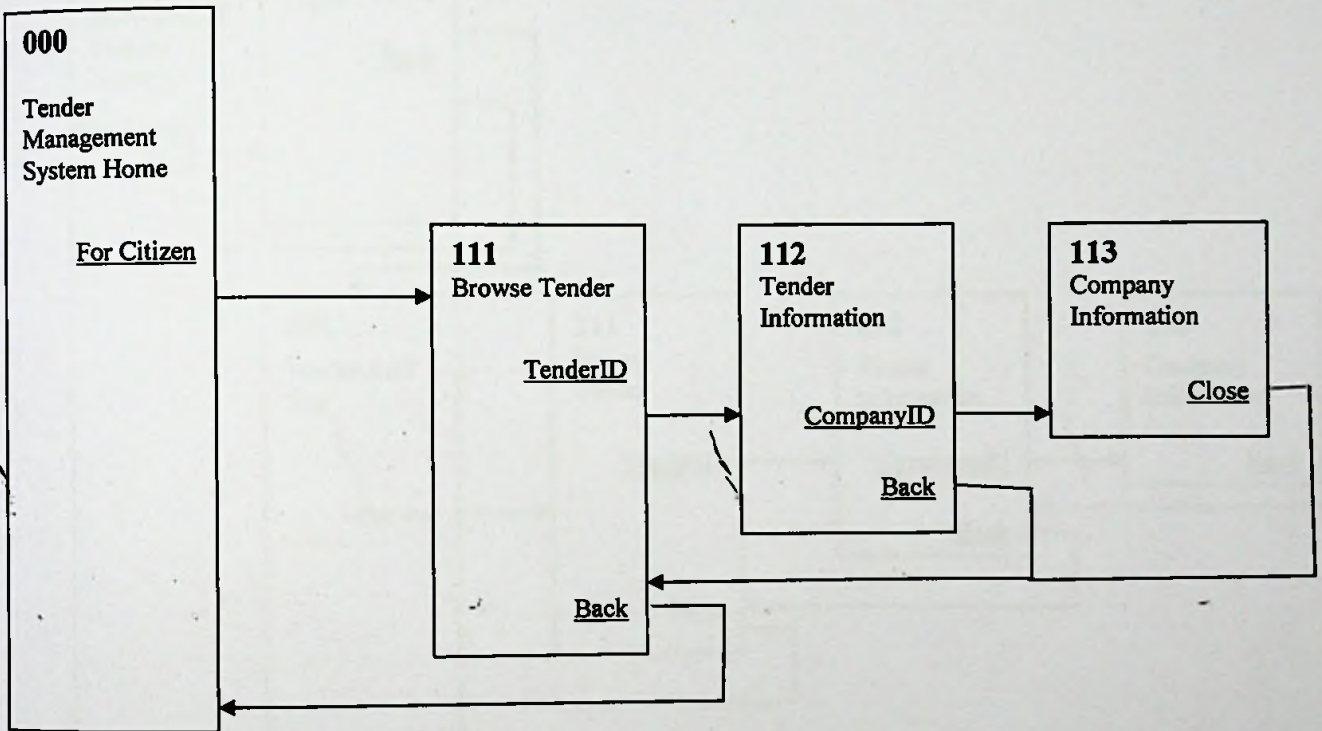 000
Tender
Management
System Home
For Citizen
111
Browse Tender
TenderID
Back
112
Tender
Information
CompanyID
Back
113
Company
Information
Close